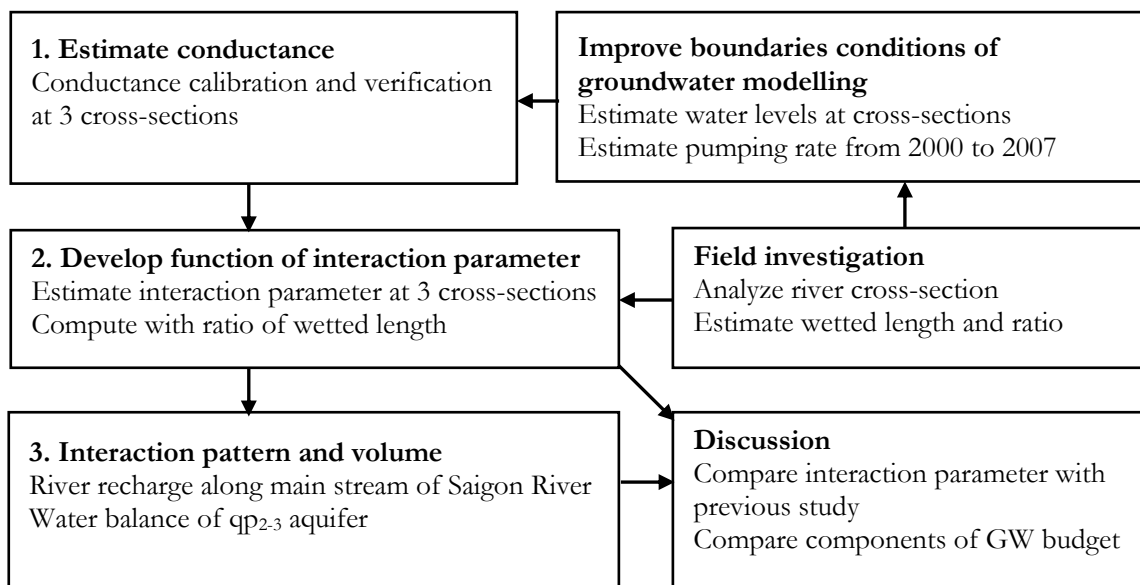 1. Estimate conductance
Conductance calibration and verification
at 3 cross-sections
Improve boundaries conditions of
groundwater modelling
Estimate water levels at cross-sections
Estimate pumping rate from 2000 to 2007
2. Develop function of interaction parameter
Estimate interaction parameter at 3 cross-sections
Compute with ratio of wetted length
Field investigation
Analyze river cross-section
Estimate wetted length and ratio
3. Interaction pattern and volume
River recharge along main stream of Saigon River
Water balance of qp₂₋₃ aquifer
Discussion
Compare interaction parameter with
previous study
Compare components of GW budget